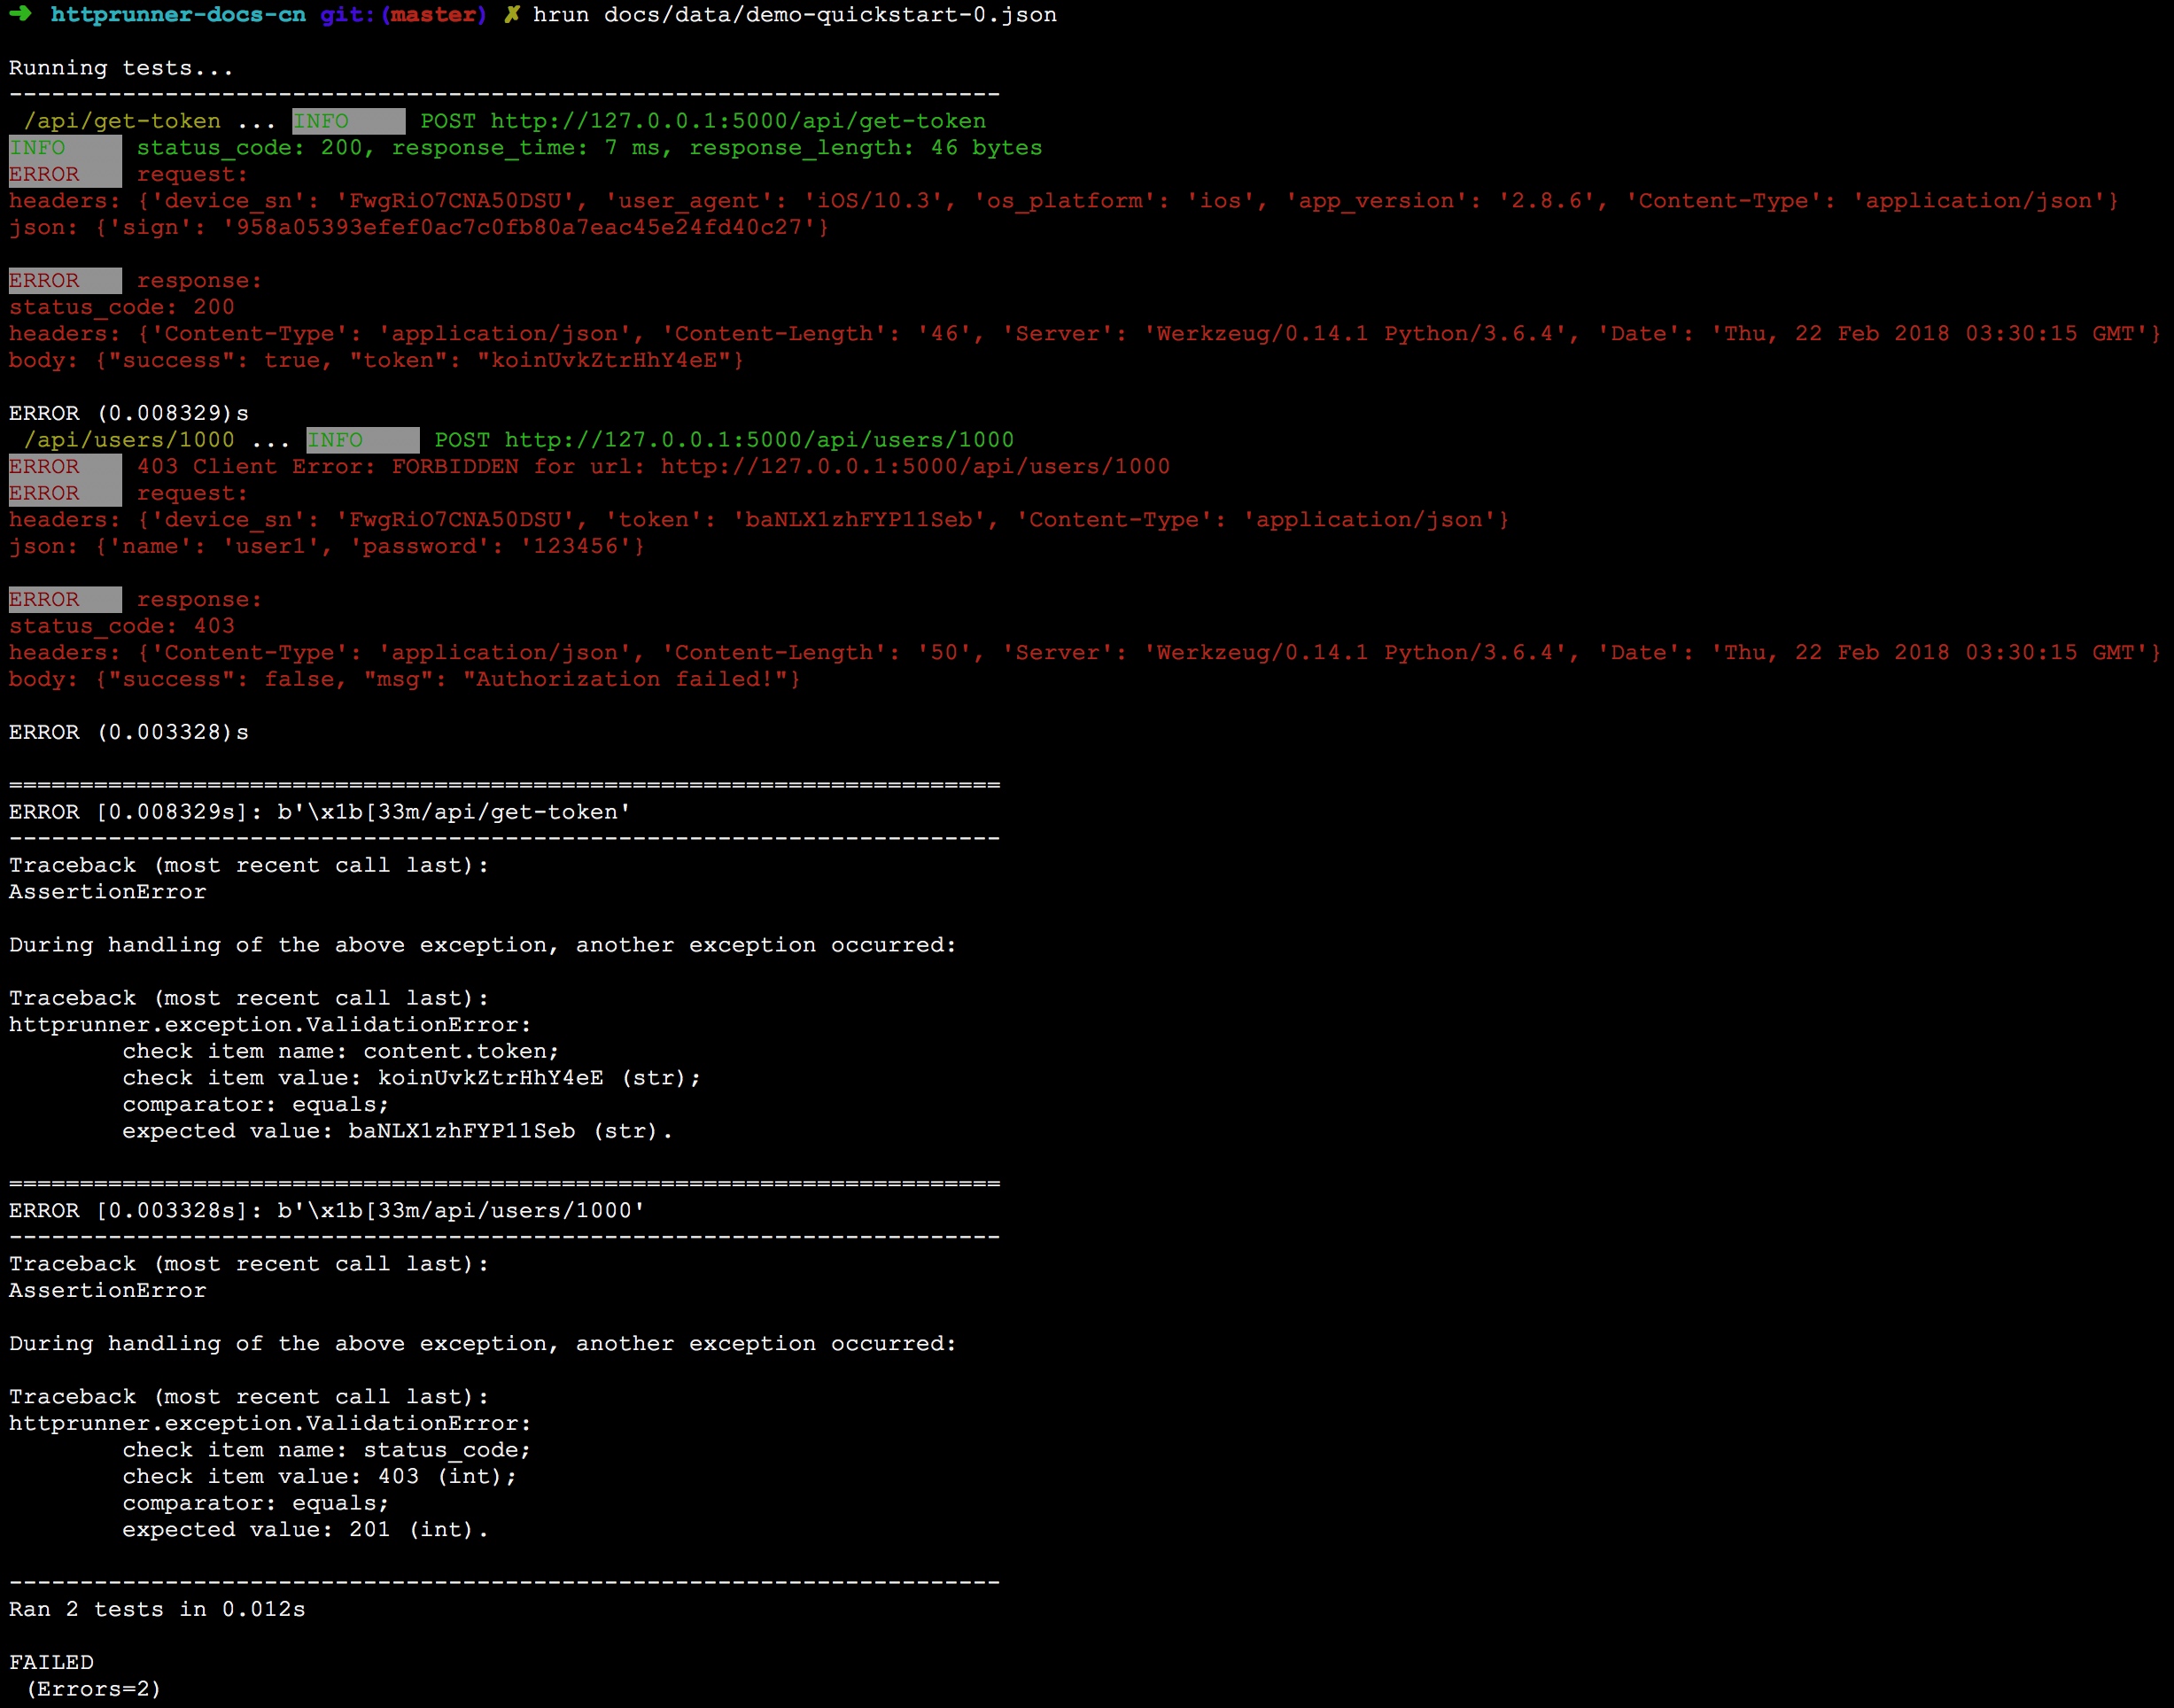 ➜  httprunner-docs-cn git:(master) ✗ hrun docs/data/demo-quickstart-0.json
Running tests...
----------------------------------------------------------------------
 /api/get-token ... INFO     POST http://127.0.0.1:5000/api/get-token
INFO     status_code: 200, response_time: 7 ms, response_length: 46 bytes
ERROR    request:
headers: {'device_sn': 'FwgRiO7CNA50DSU', 'user_agent': 'iOS/10.3', 'os_platform': 'ios', 'app_version': '2.8.6', 'Content-Type': 'application/json'}
json: {'sign': '958a05393efef0ac7c0fb80a7eac45e24fd40c27'}
ERROR    response:
status_code: 200
headers: {'Content-Type': 'application/json', 'Content-Length': '46', 'Server': 'Werkzeug/0.14.1 Python/3.6.4', 'Date': 'Thu, 22 Feb 2018 03:30:15 GMT'}
body: {"success": true, "token": "koinUvkZtrHhY4eE"}
ERROR (0.008329)s
 /api/users/1000 ... INFO     POST http://127.0.0.1:5000/api/users/1000
ERROR    403 Client Error: FORBIDDEN for url: http://127.0.0.1:5000/api/users/1000
ERROR    request:
headers: {'device_sn': 'FwgRiO7CNA50DSU', 'token': 'baNLX1zhFYP11Seb', 'Content-Type': 'application/json'}
json: {'name': 'user1', 'password': '123456'}
ERROR    response:
status_code: 403
headers: {'Content-Type': 'application/json', 'Content-Length': '50', 'Server': 'Werkzeug/0.14.1 Python/3.6.4', 'Date': 'Thu, 22 Feb 2018 03:30:15 GMT'}
body: {"success": false, "msg": "Authorization failed!"}
ERROR (0.003328)s
======================================================================
ERROR [0.008329s]: b'\x1b[33m/api/get-token'
----------------------------------------------------------------------
Traceback (most recent call last):
AssertionError
During handling of the above exception, another exception occurred:
Traceback (most recent call last):
httprunner.exception.ValidationError:
        check item name: content.token;
        check item value: koinUvkZtrHhY4eE (str);
        comparator: equals;
        expected value: baNLX1zhFYP11Seb (str).
======================================================================
ERROR [0.003328s]: b'\x1b[33m/api/users/1000'
----------------------------------------------------------------------
Traceback (most recent call last):
AssertionError
During handling of the above exception, another exception occurred:
Traceback (most recent call last):
httprunner.exception.ValidationError:
        check item name: status_code;
        check item value: 403 (int);
        comparator: equals;
        expected value: 201 (int).
----------------------------------------------------------------------
Ran 2 tests in 0.012s
FAILED
 (Errors=2)